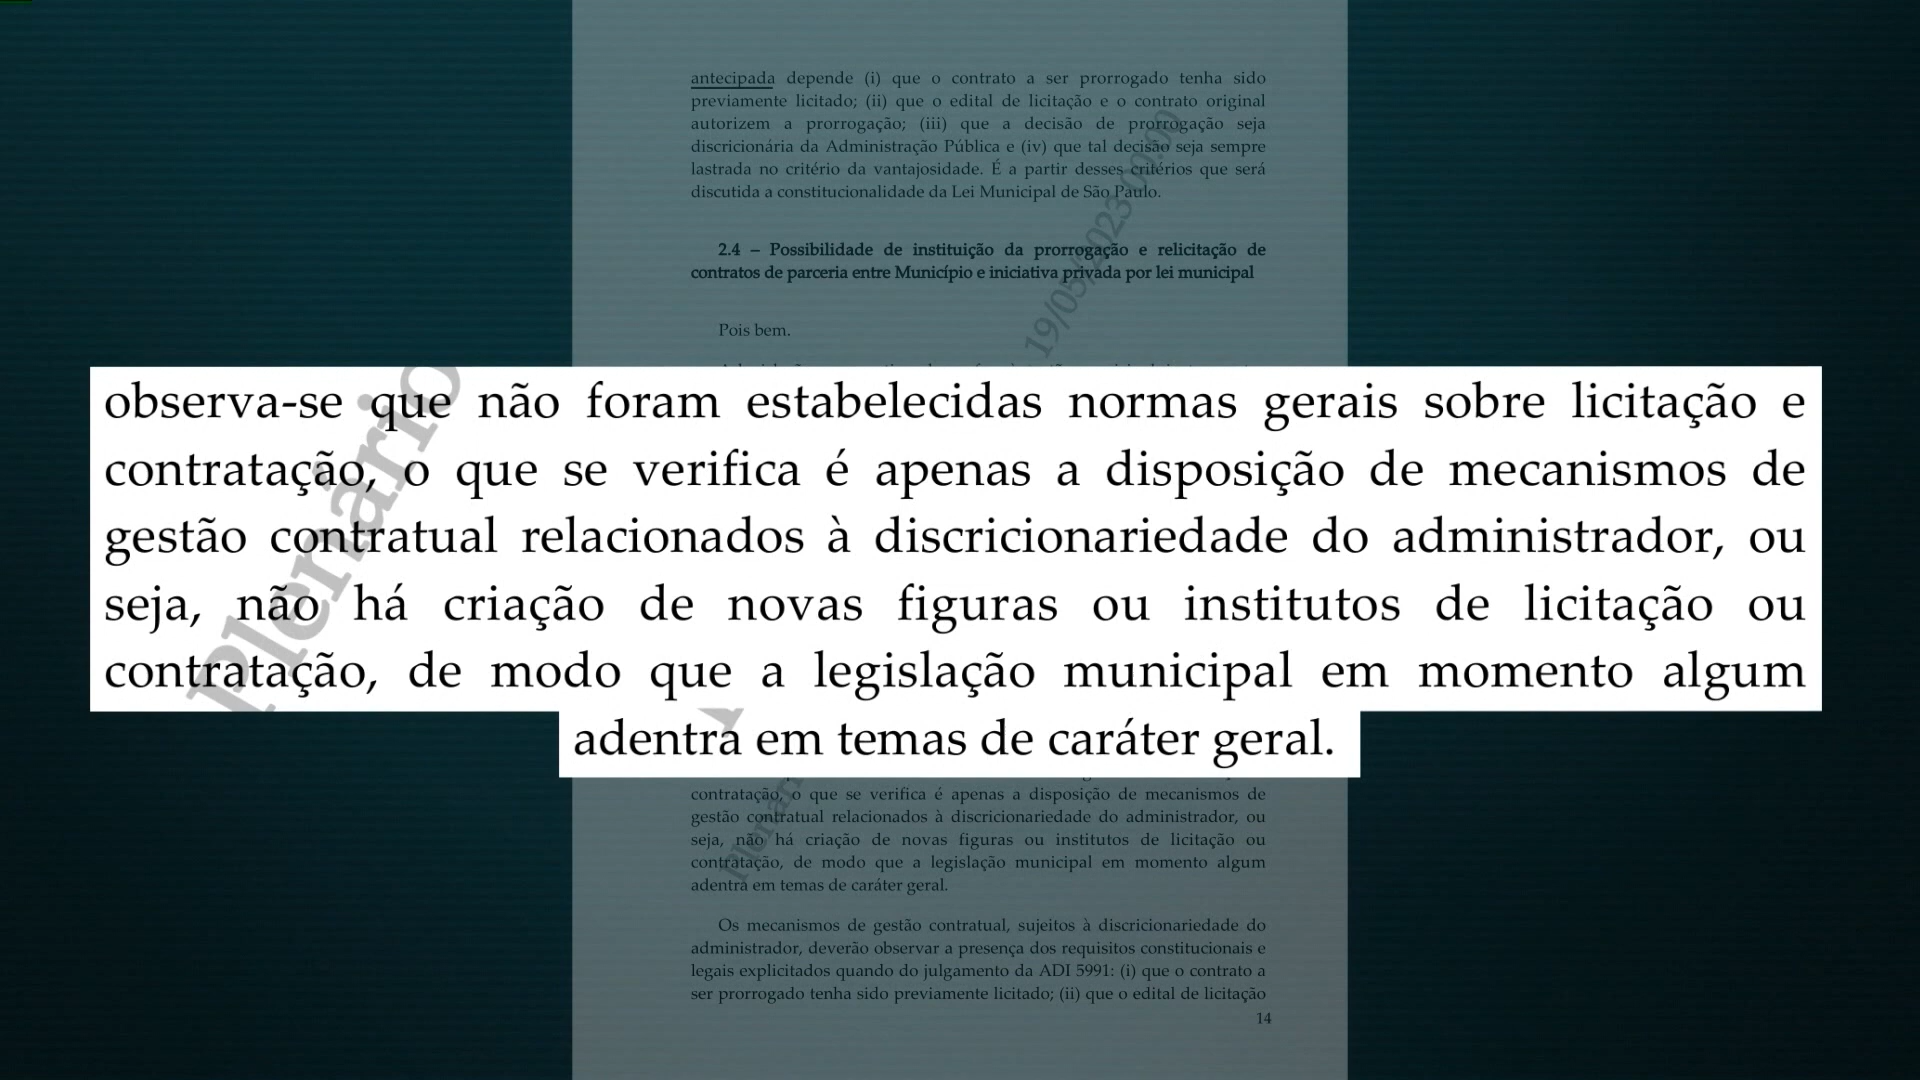 antecipada depende (i) que o contrato a ser prorrogado tenha sido
previamente licitado; (ii) que o edital de licitação e o contrato original
autorizem a prorrogação; (iii) que a decisão de prorrogação seja
discricionária da Administração Pública e (iv) que tal decisão seja sempre
lastrada no critério da vantajosidade. É a partir desses critérios que será
discutida a constitucionalidade da Lei Municipal de São Paulo.
2.4 – Possibilidade de instituição da prorrogação e relicitação de
contratos de parceria entre Município e iniciativa privada por lei municipal
Pois bem.
19/05/2023 00:00
Plenário
observa-se que não foram estabelecidas normas gerais sobre licitação e
contratação, o que se verifica é apenas a disposição de mecanismos de
gestão contratual relacionados à discricionariedade do administrador, ou
seja, não há criação de novas figuras ou institutos de licitação ou
contratação, de modo que a legislação municipal em momento algum
adentra em temas de caráter geral.
contratação, o que se verifica é apenas a disposição de mecanismos de
gestão contratual relacionados à discricionariedade do administrador, ou
seja, não há criação de novas figuras ou institutos de licitação ou
contratação, de modo que a legislação municipal em momento algum
adentra em temas de caráter geral.
Os mecanismos de gestão contratual, sujeitos à discricionariedade do
administrador, deverão observar a presença dos requisitos constitucionais e
legais explicitados quando do julgamento da ADI 5991: (i) que o contrato a
ser prorrogado tenha sido previamente licitado; (ii) que o edital de licitação
14